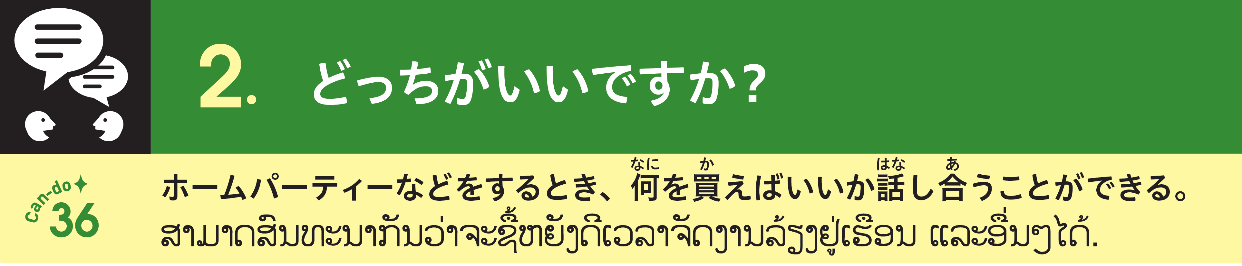 2. どっちがいいですか？
Can-do 36
ホームパーティーなどをするとき、何を買えばいいか話し合うことができる。
なに か はな あ
ສາມາດສົນທະນາກັນວ່າຈະຊື້ຫຍັງດີເວລາຈັດງານລ້ຽງຢູ່ເຮືອນ ແລະອື່ນໆໄດ້.